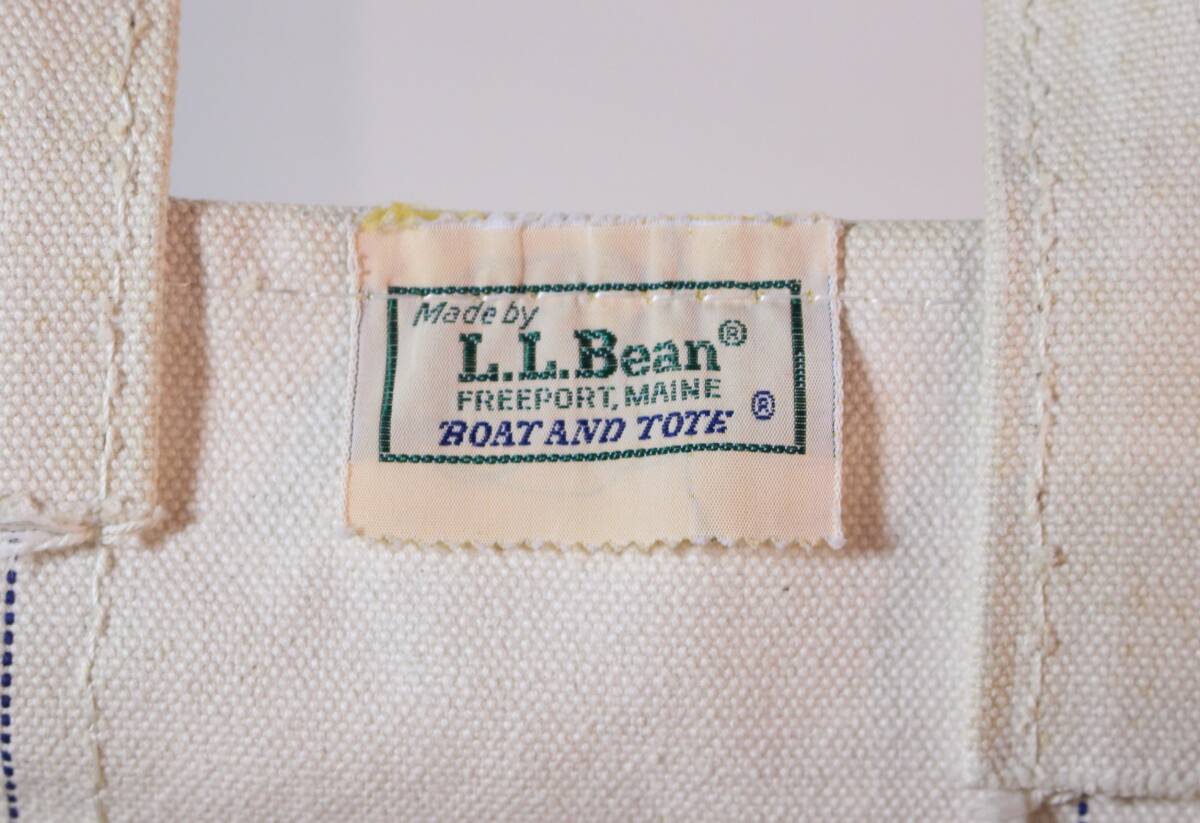 Made by
L.L.Bean®
FREEPORT, MAINE
BOAT AND TOTE ®